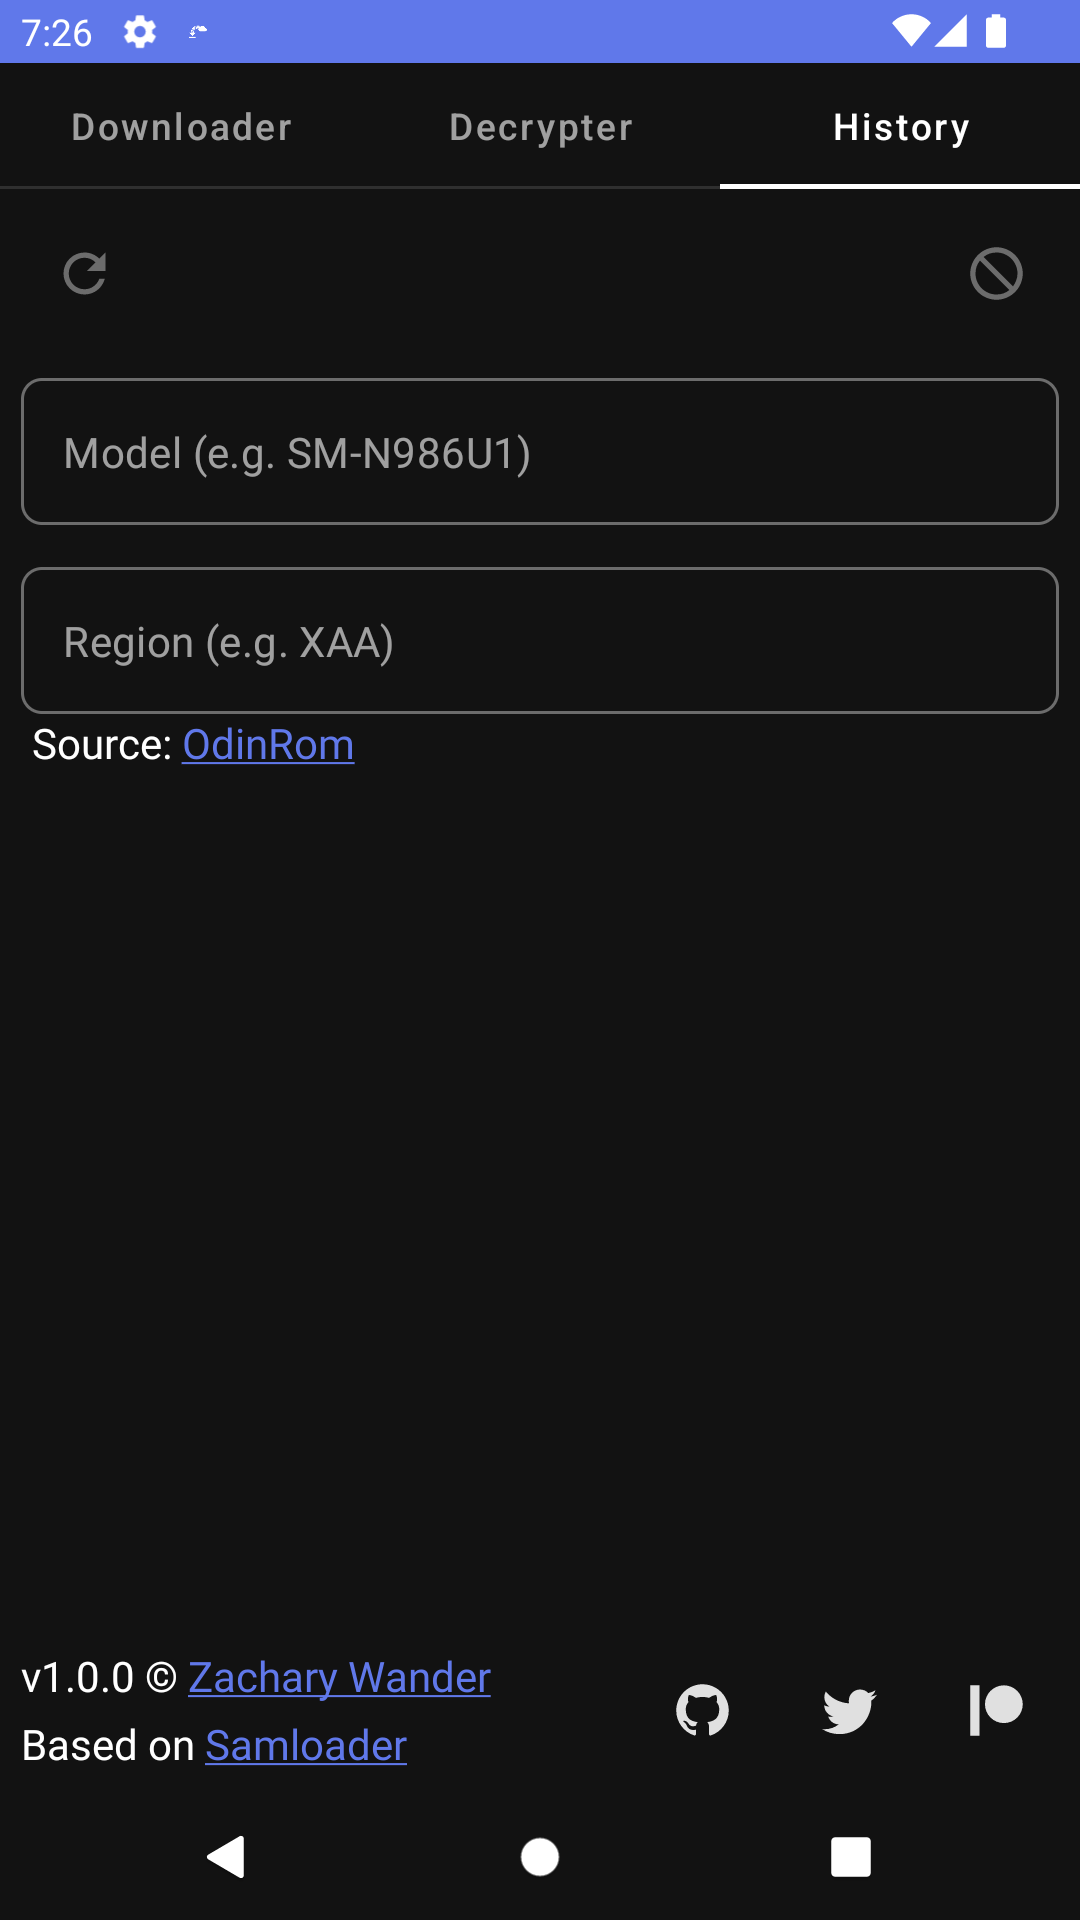 7:26
Downloader Decrypter History
Model (e.g. SM-N986U1)
Region (e.g. XAA)
Source: OdinRom
v1.0.0 © Zachary Wander
Based on Samloader